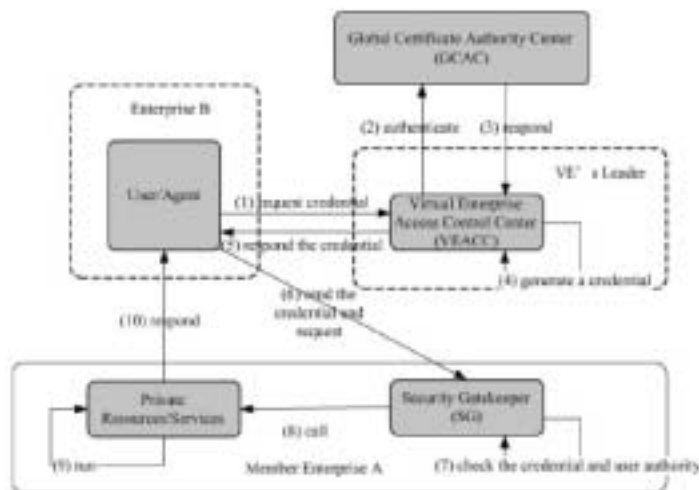 Global Certificate Authority Center
(GCAC)
Enterprise B
(2) authenticate
(3) respond
VE's Leader
User/Agent
(1) request credential
Virtual Enterprise
Access Control Center
(VEACC)
(5) respond the credential
(4) generate a credential
(6) send the
credential and
request
(10) respond
Private
Resources/Services
Security Gatekeeper
(SG)
(8) call
(9) run
Member Enterprise A
(7) check the credential and user authority